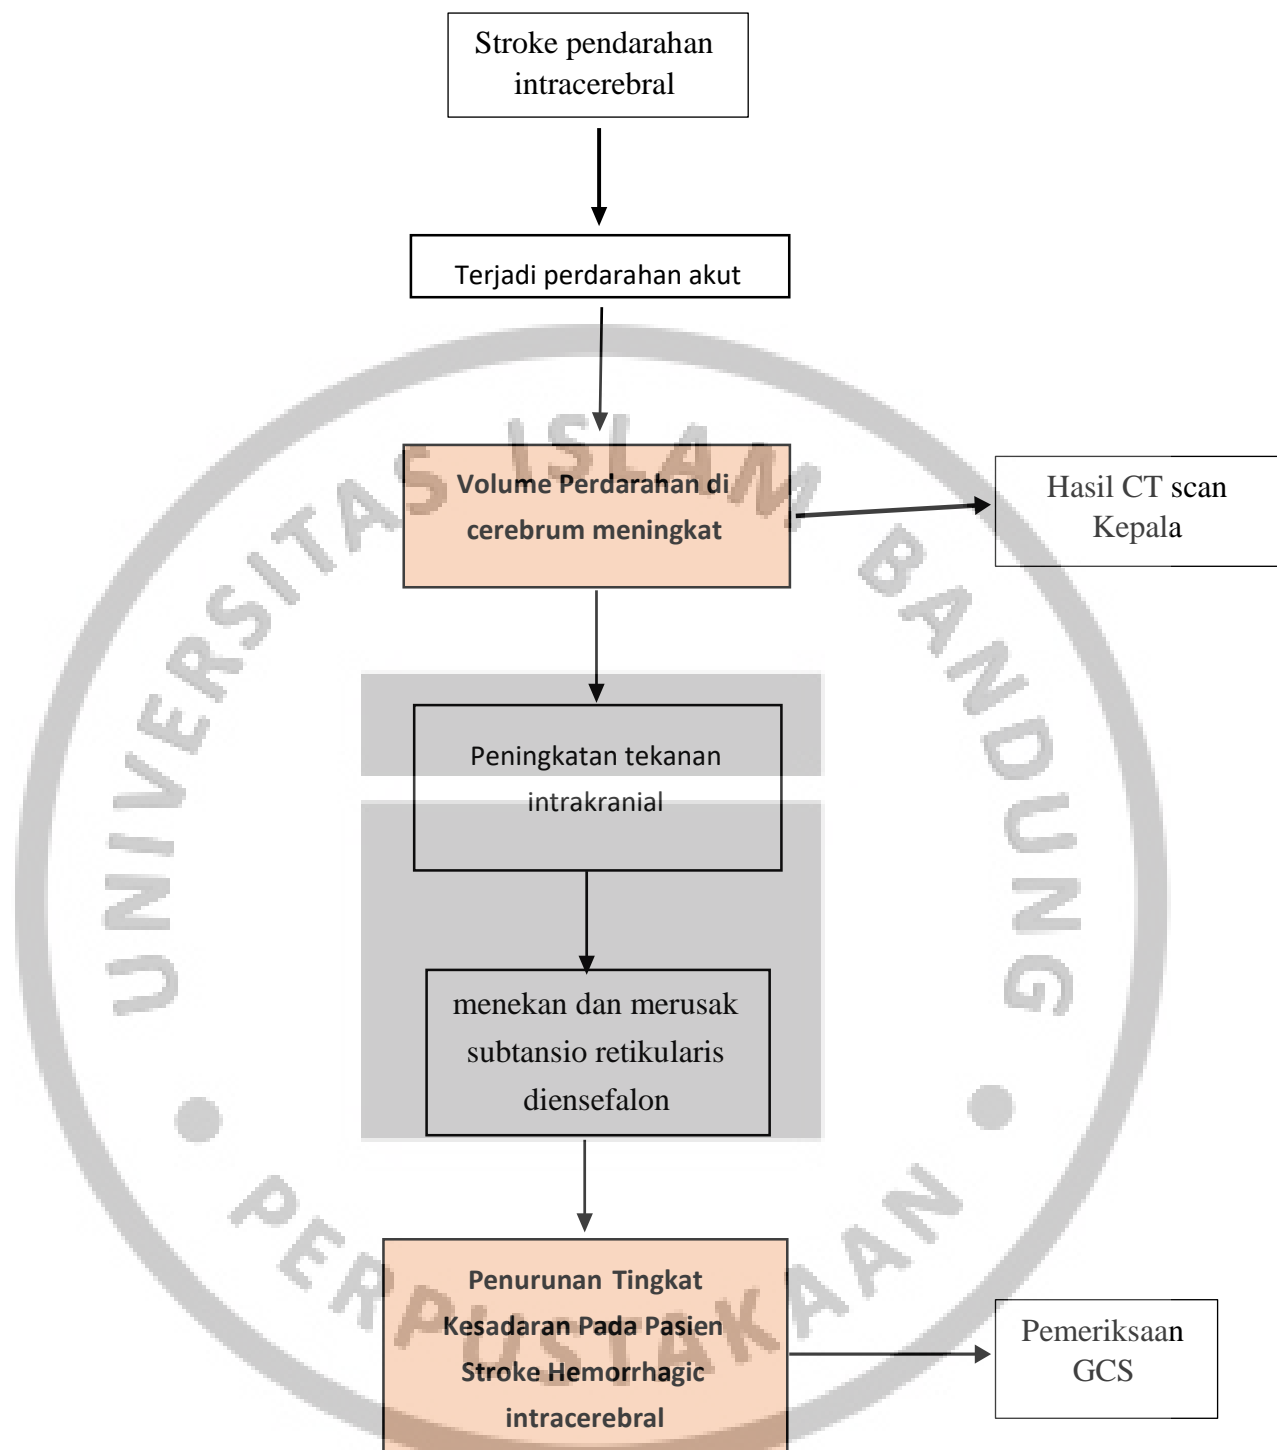 Stroke pendarahan
intracerebral
Terjadi perdarahan akut
UNIVERSITAS ISLAM BANDUNG
Volume Perdarahan di
cerebrum meningkat
Hasil CT scan
Kepala
Peningkatan tekanan
intrakranial
menekan dan merusak
subtansio retikularis
diensefalon
Penurunan Tingkat
Kesadaran Pada Pasien
Stroke Hemorrhagic
intracerebral
Pemeriksaan
GCS
PERPUSTAKAAN